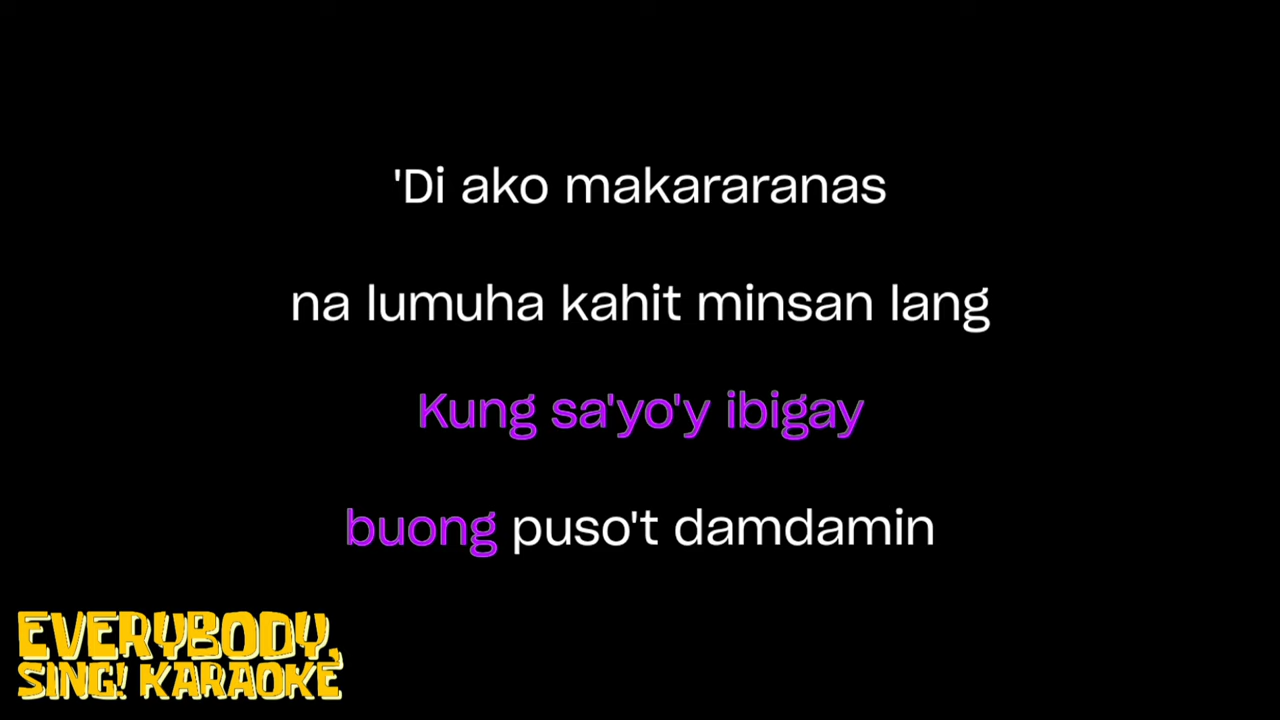 'Di ako makararanas
na lumuha kahit minsan lang
Kung sa'yo'y ibigay
buong puso't damdamin
EVERYBODY,
SING! KARAOKE